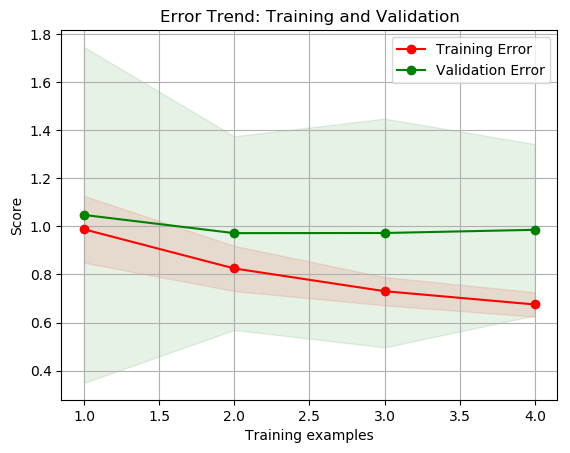 Error Trend: Training and Validation
Training Error
Validation Error
Score
1.8
1.6
1.4
1.2
1.0
0.8
0.6
0.4
1.0 1.5 2.0 2.5 3.0 3.5 4.0
Training examples